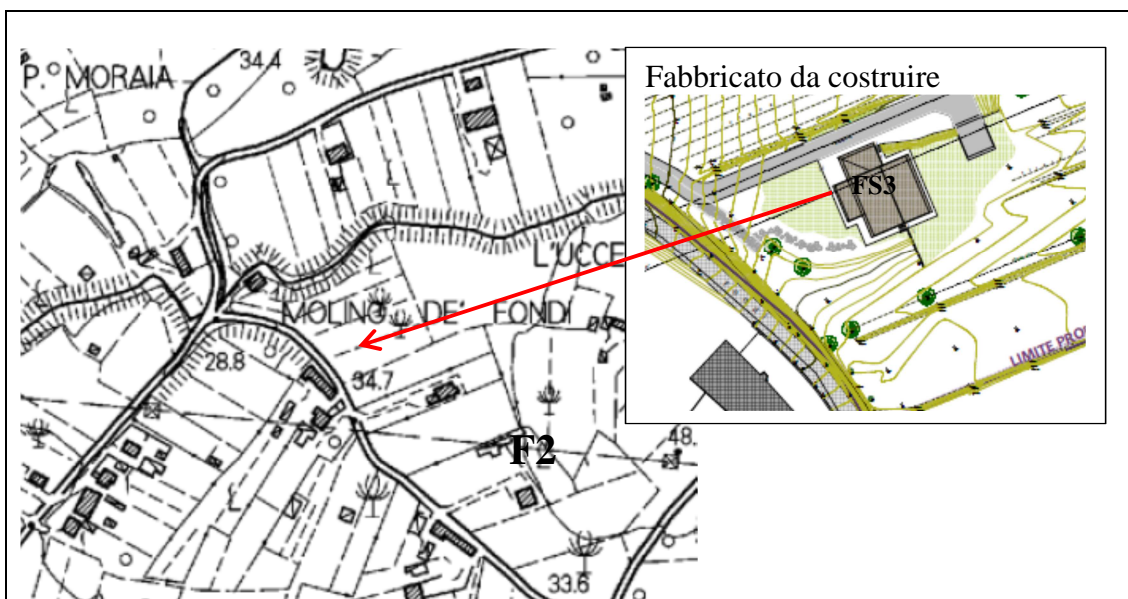 34.4
P. MORAIA
Fabbricato da costruire
FS3
L'UCCE
MOLINO DE' FONDI
28.8
34.7
LIMITE PRO
F2
48.
33.6